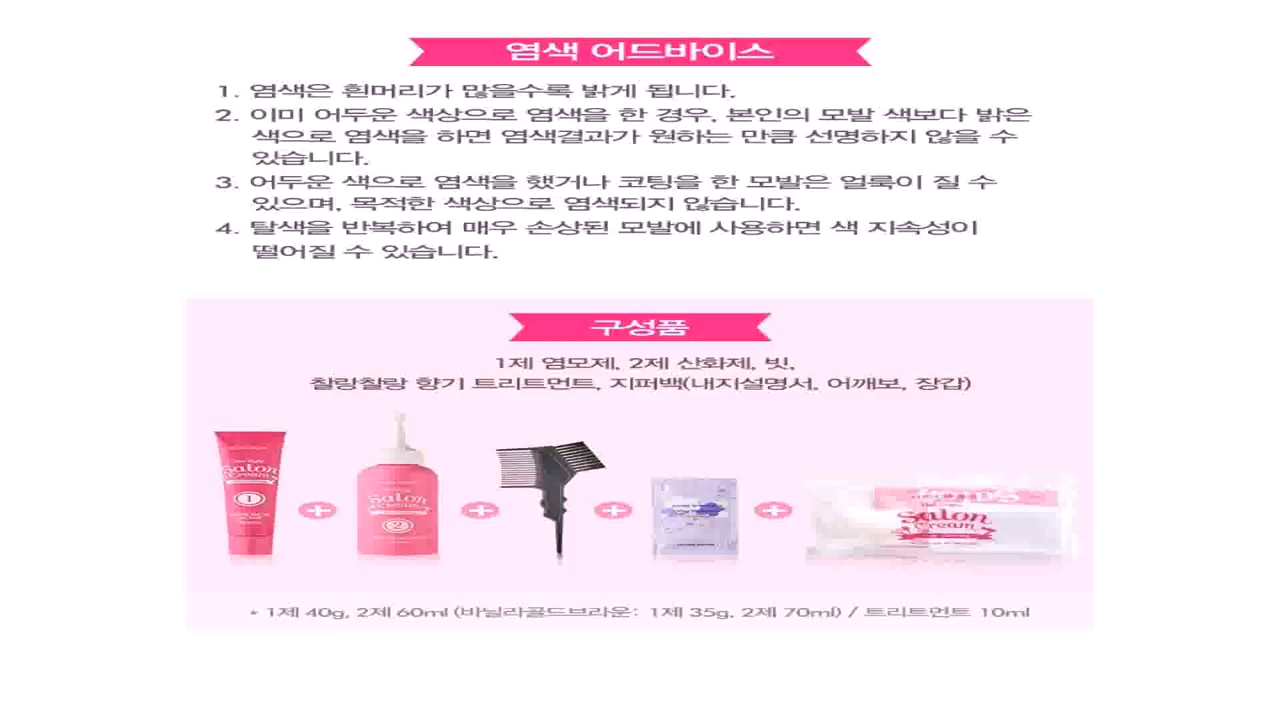 염색 어드바이스
1. 염색은 흰머리가 많을수록 밝게 됩니다.
2. 이미 어두운 색상으로 염색을 한 경우, 본인의 모발 색보다 밝은
색으로 염색을 하면 염색결과가 원하는 만큼 선명하지 않을 수
있습니다.
3. 어두운 색으로 염색을 했거나 코팅을 한 모발은 얼룩이 질 수
있으며, 목적한 색상으로 염색되지 않습니다.
4. 탈색을 반복하여 매우 손상된 모발에 사용하면 색 지속성이
떨어질 수 있습니다.
구성품
1제 염모제, 2제 산화제, 빗,
찰랑찰랑 향기 트리트먼트, 지퍼백(내지설명서, 어깨보, 장갑)
Salon
Cream
1
Salon
Cream
2
Salon
Cream
* 1제 40g, 2제 60ml (바닐라골드브라운: 1제 35g, 2제 70ml) / 트리트먼트 10ml